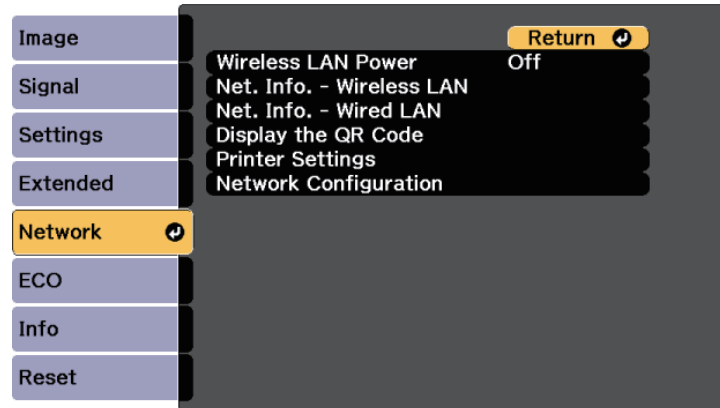 Image
Signal
Settings
Extended
Network
ECO
Info
Reset
Return
Wireless LAN Power Off
Net. Info. - Wireless LAN
Net. Info. - Wired LAN
Display the QR Code
Printer Settings
Network Configuration